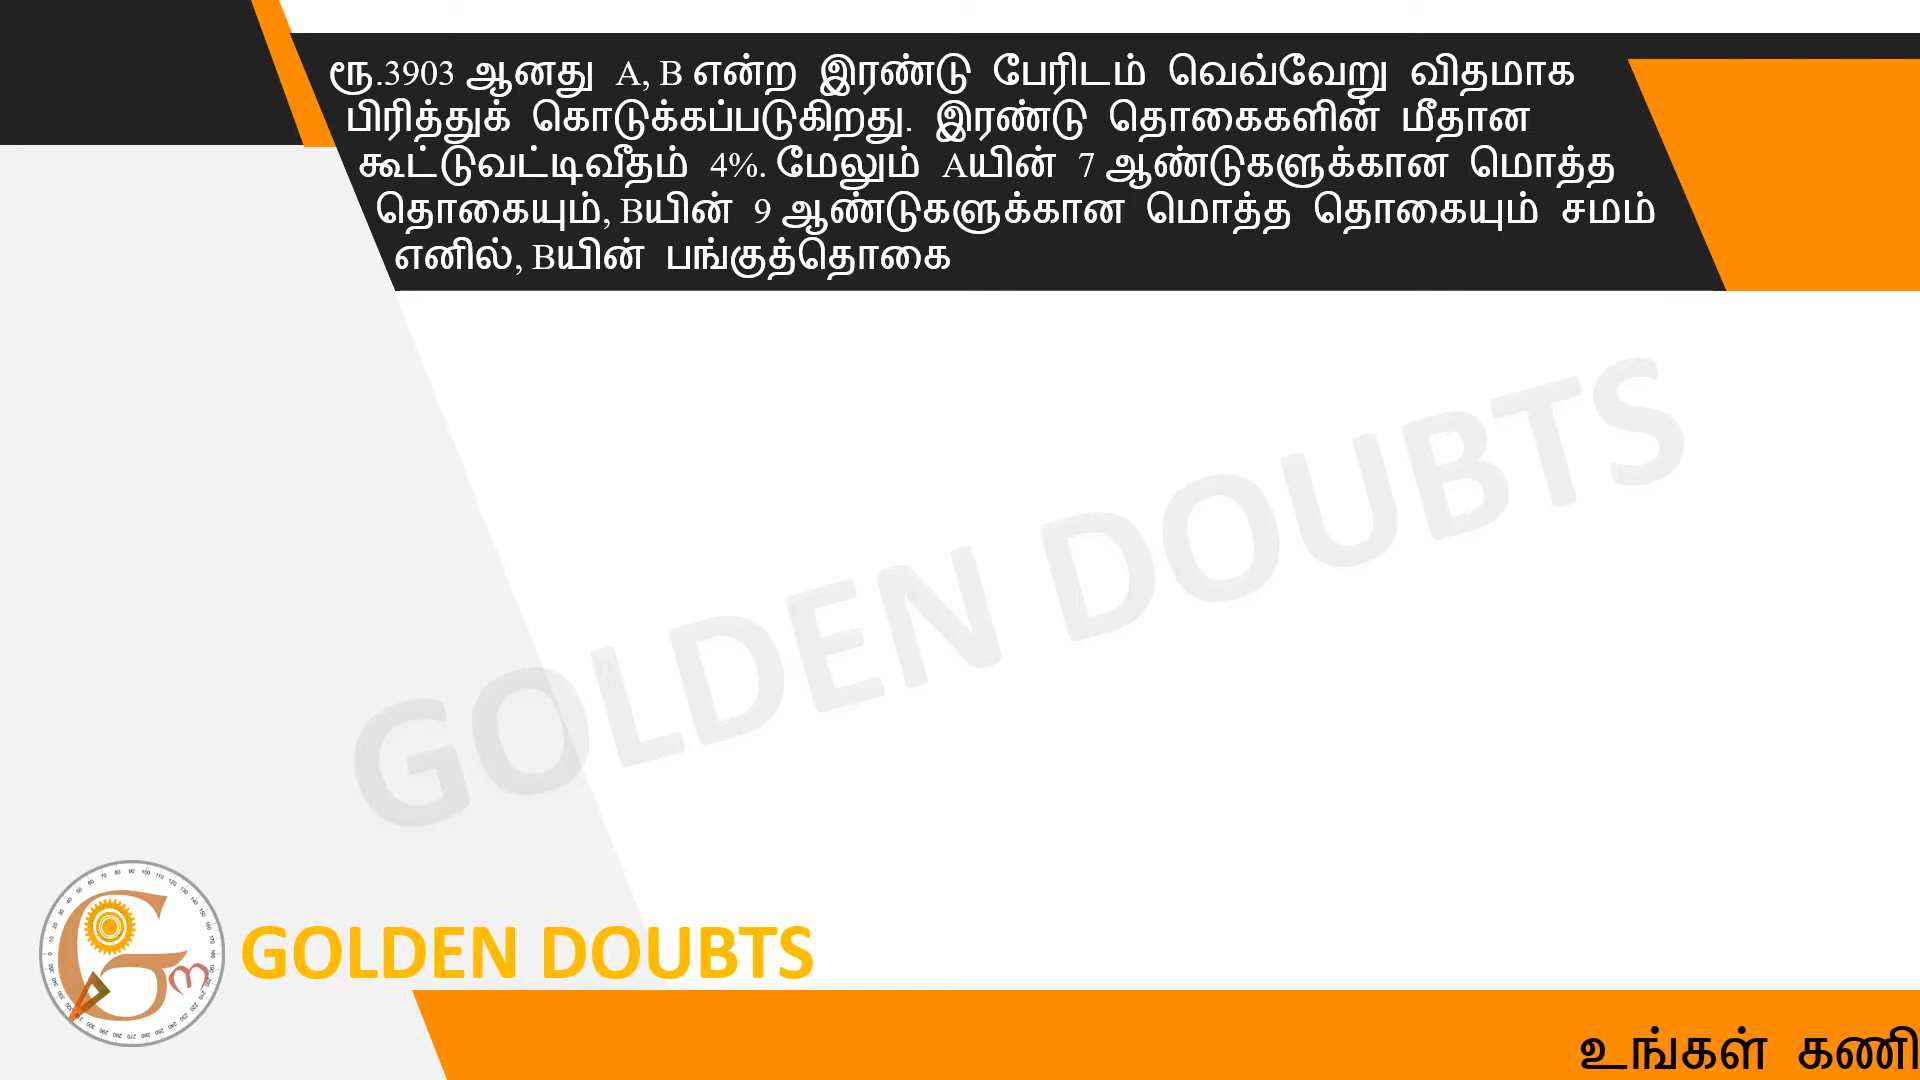 ரூ.3903 ஆனது A, B என்ற இரண்டு பேரிடம் வெவ்வேறு விதமாக
பிரித்துக் கொடுக்கப்படுகிறது. இரண்டு தொகைகளின் மீதான
கூட்டுவட்டிவீதம் 4%. மேலும் Aயின் 7 ஆண்டுகளுக்கான மொத்த
தொகையும், Bயின் 9 ஆண்டுகளுக்கான மொத்த தொகையும் சமம்
எனில், Bயின் பங்குத்தொகை
GOLDEN DOUBTS
GOLDEN DOUBTS
உங்கள் கணி